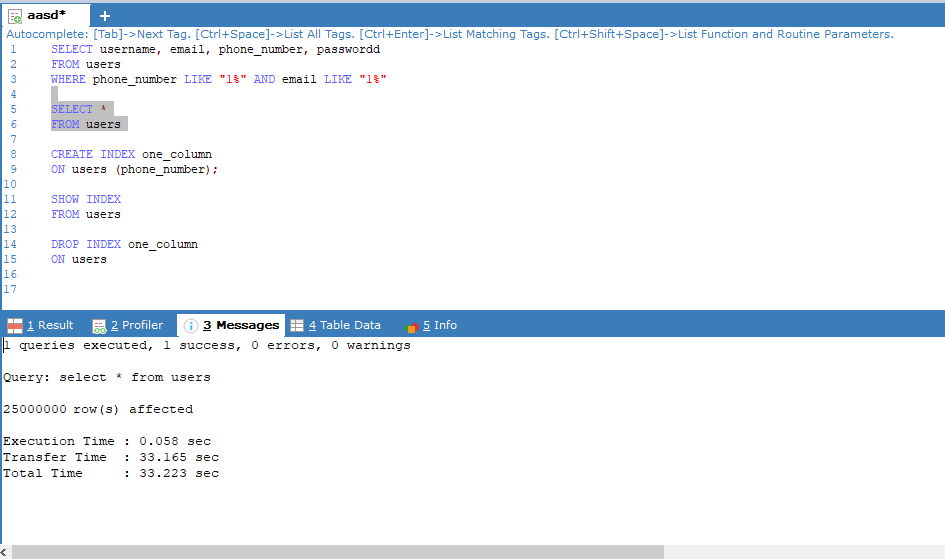 aasd*
+
Autocomplete: [Tab]->Next Tag. [Ctrl+Space]->List All Tags. [Ctrl+Enter]->List Matching Tags. [Ctrl+Shift+Space]->List Function and Routine Parameters.
1 SELECT username, email, phone_number, passwordd
2 FROM users
3 WHERE phone_number LIKE "1%" AND email LIKE "1%"
4
5 SELECT *
6 FROM users
7
8 CREATE INDEX one_column
9 ON users (phone_number);
10
11 SHOW INDEX
12 FROM users
13
14 DROP INDEX one_column
15 ON users
16
17
1 Result 2 Profiler 3 Messages 4 Table Data 5 Info
1 queries executed, 1 success, 0 errors, 0 warnings
Query: select * from users
25000000 row(s) affected
Execution Time : 0.058 sec
Transfer Time : 33.165 sec
Total Time : 33.223 sec